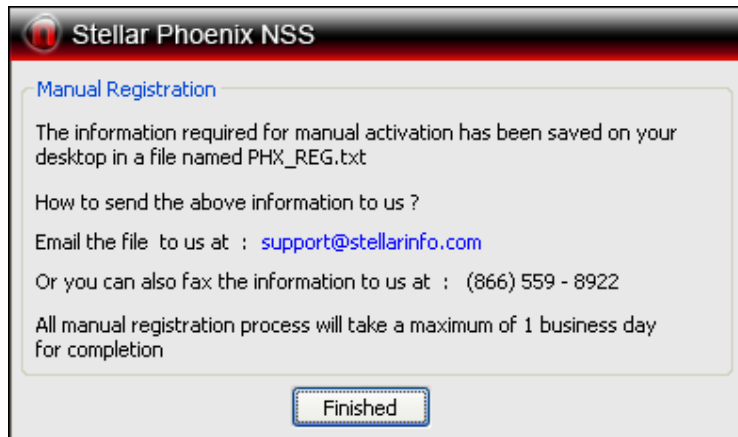 Stellar Phoenix NSS
Manual Registration
The information required for manual activation has been saved on your
desktop in a file named PHX_REG.txt
How to send the above information to us ?
Email the file to us at : support@stellarinfo.com
Or you can also fax the information to us at : (866) 559 - 8922
All manual registration process will take a maximum of 1 business day
for completion
Finished